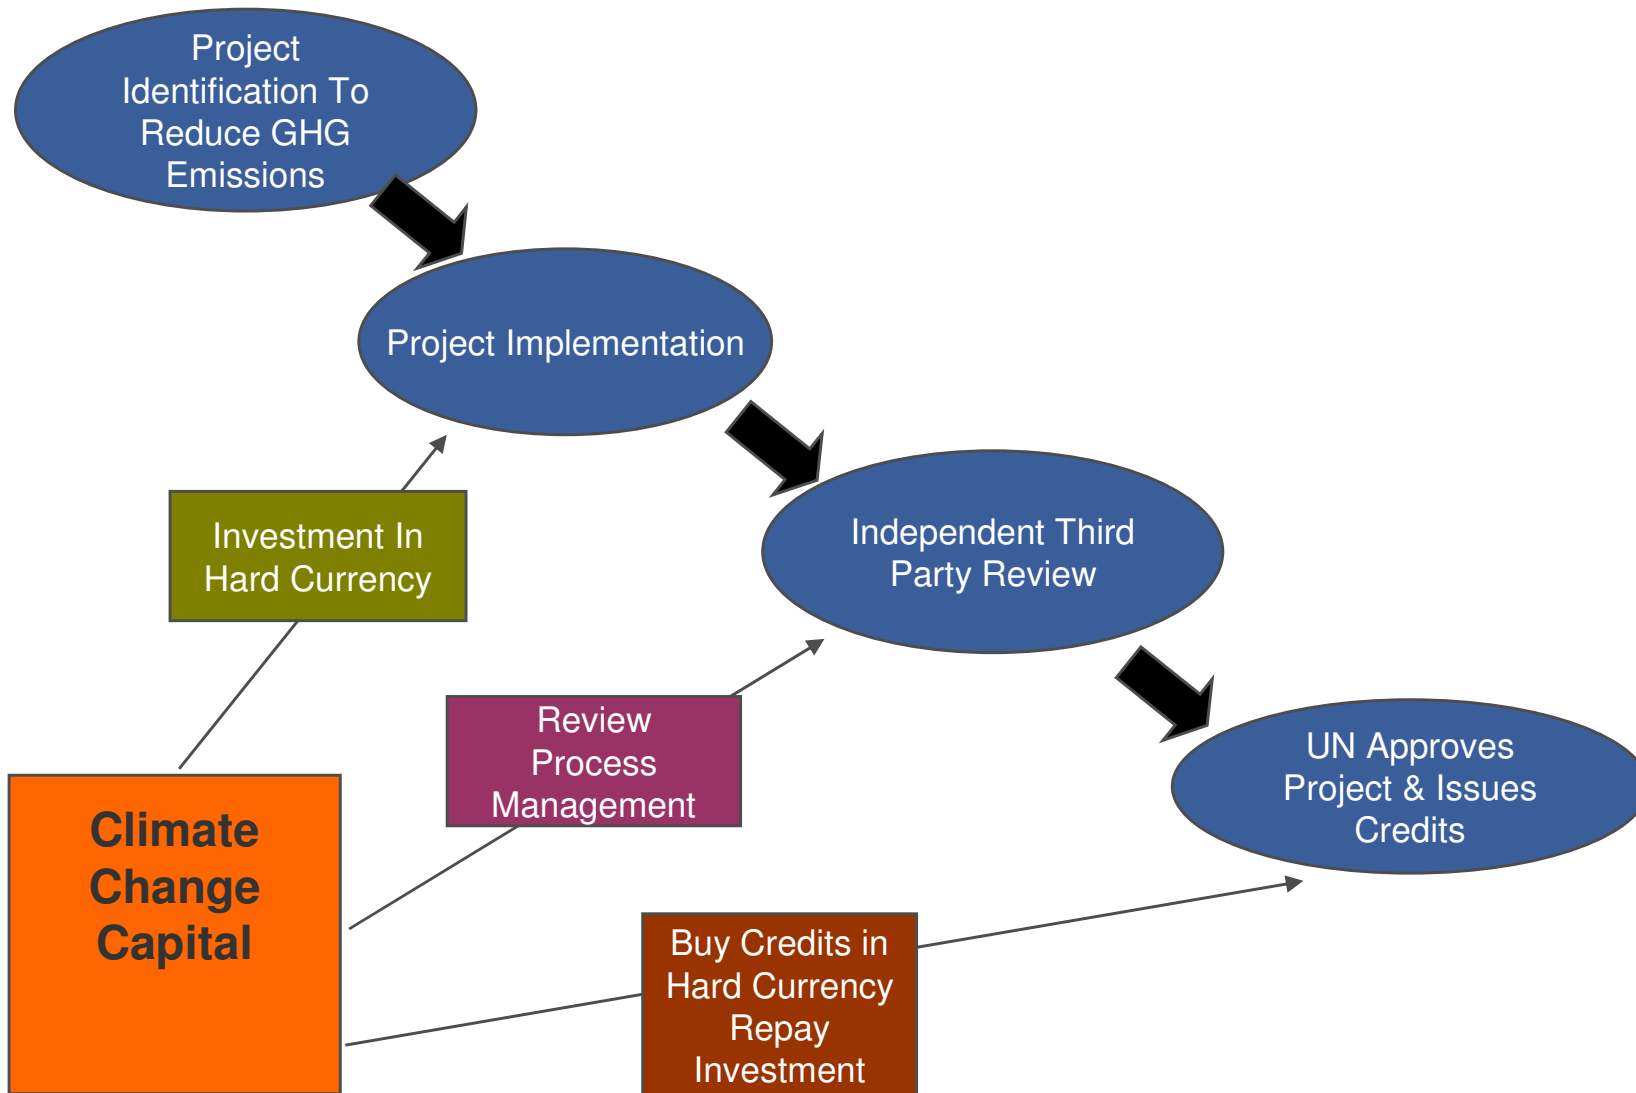 Project
Identification To
Reduce GHG
Emissions
Project Implementation
Investment In
Hard Currency
Independent Third
Party Review
Review
Process
Management
UN Approves
Project & Issues
Credits
Climate
Change
Capital
Buy Credits in
Hard Currency
Repay
Investment